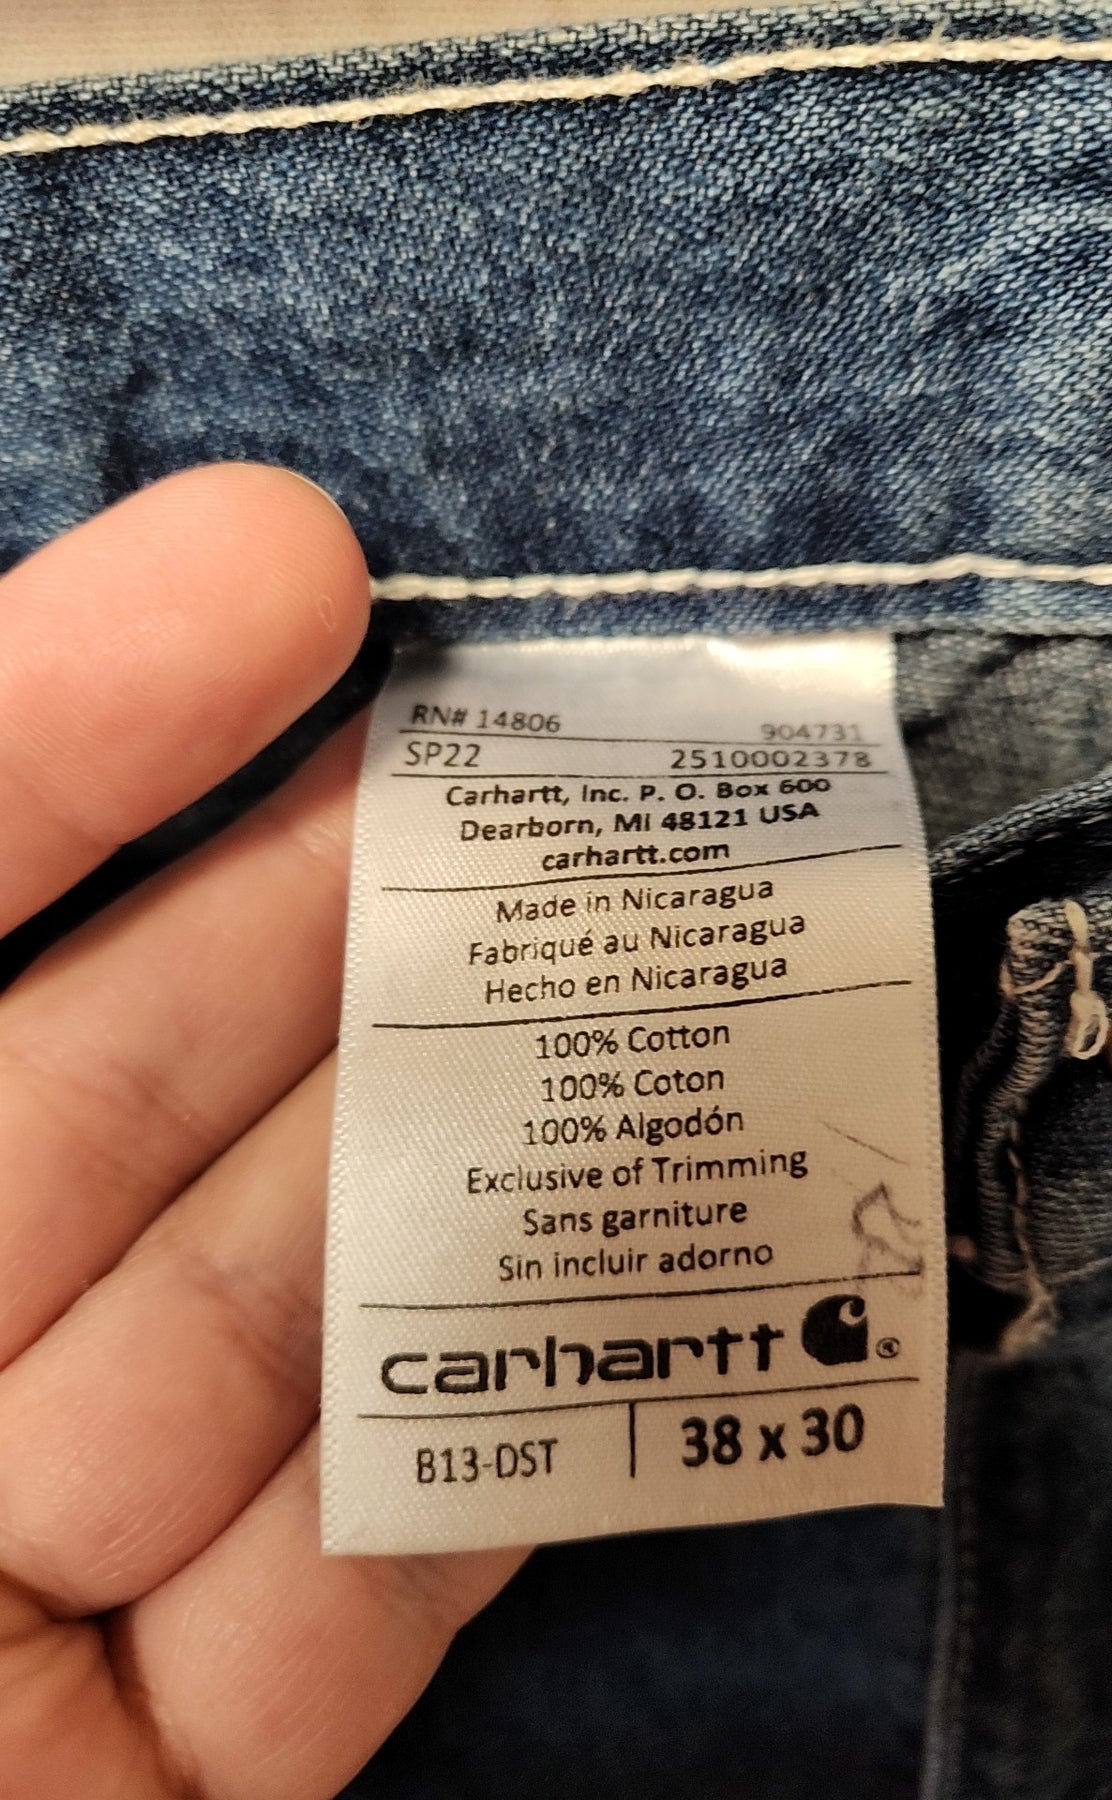 RN# 14806 904731
SP22 2510002378
Carhartt, Inc. P. O. Box 600
Dearborn, MI 48121 USA
carhartt.com
Made in Nicaragua
Fabriqué au Nicaragua
Hecho en Nicaragua
100% Cotton
100% Coton
100% Algodón
Exclusive of Trimming
Sans garniture
Sin incluir adorno
carhartt ®
B13-DST 38 x 30